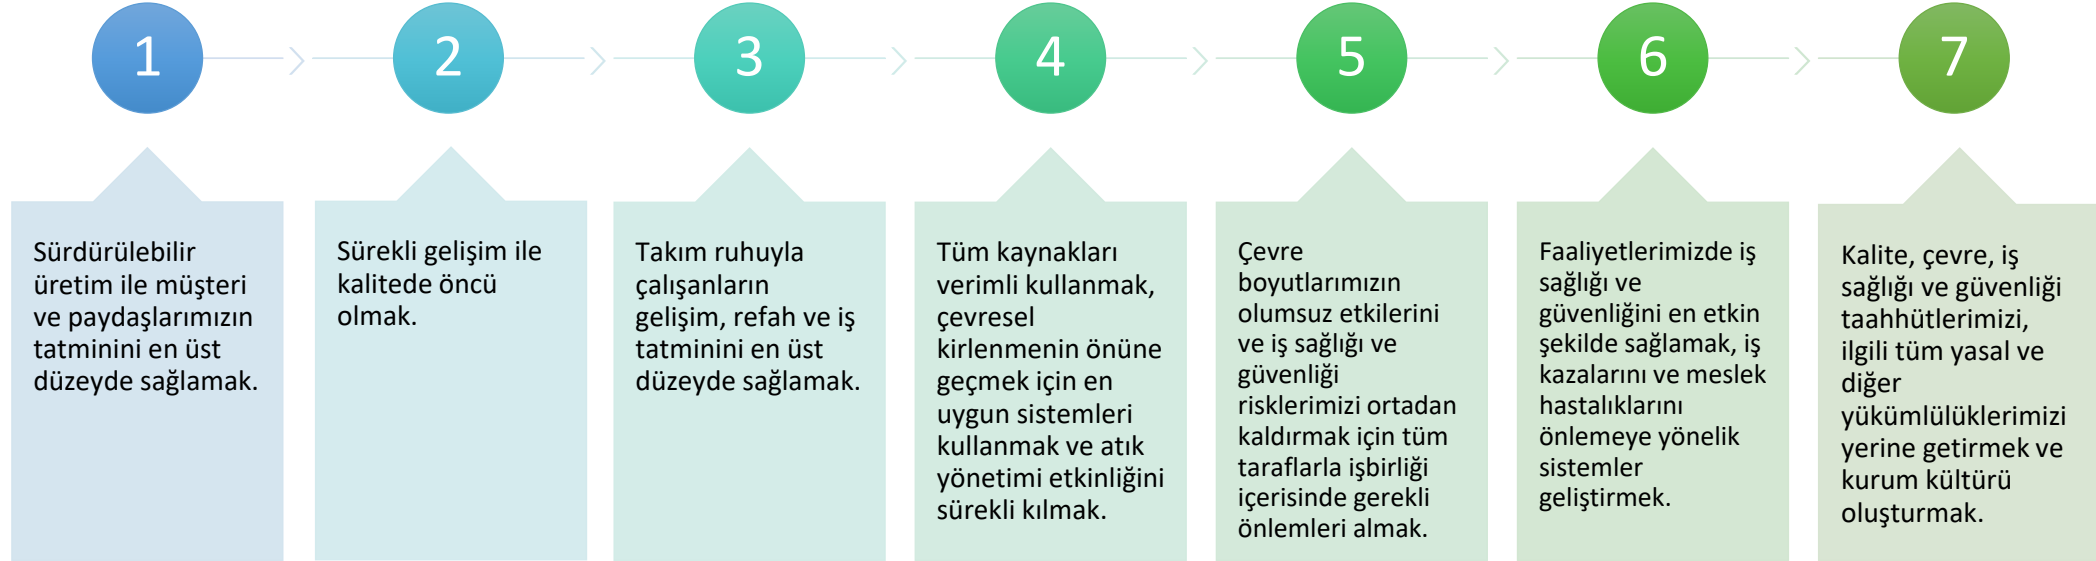 1
Sürdürülebilir
üretim ile müşteri
ve paydaşlarımızın
tatminini en üst
düzeyde sağlamak.
2
Sürekli gelişim ile
kalitede öncü
olmak.
3
Takım ruhuyla
çalışanların
gelişim, refah ve iş
tatminini en üst
düzeyde sağlamak.
4
Tüm kaynakları
verimli kullanmak,
çevresel
kirlenmenin önüne
geçmek için en
uygun sistemleri
kullanmak ve atık
yönetimi etkinliğini
sürekli kılmak.
5
Çevre
boyutlarımızın
olumsuz etkilerini
ve iş sağlığı ve
güvenliği
risklerimizi ortadan
kaldırmak için tüm
taraflarla işbirliği
içerisinde gerekli
önlemleri almak.
6
Faaliyetlerimizde iş
sağlığı ve
güvenliğini en etkin
şekilde sağlamak, iş
kazalarını ve meslek
hastalıklarını
önlemeye yönelik
sistemler
geliştirmek.
7
Kalite, çevre, iş
sağlığı ve güvenliği
taahhütlerimizi,
ilgili tüm yasal ve
diğer
yükümlülüklerimizi
yerine getirmek ve
kurum kültürü
oluşturmak.